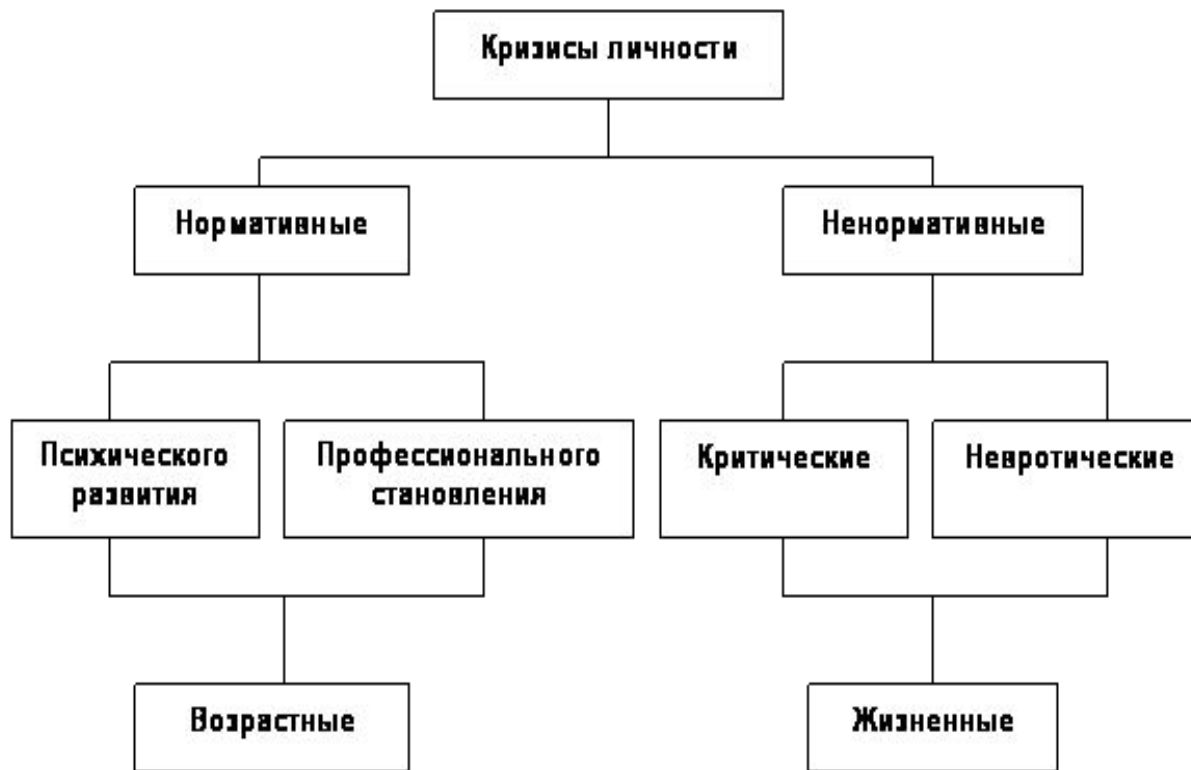 Кризисы личности
Нормативные
Ненормативные
Психического
развития
Профессионального
становления
Критические
Невротические
Возрастные
Жизненные